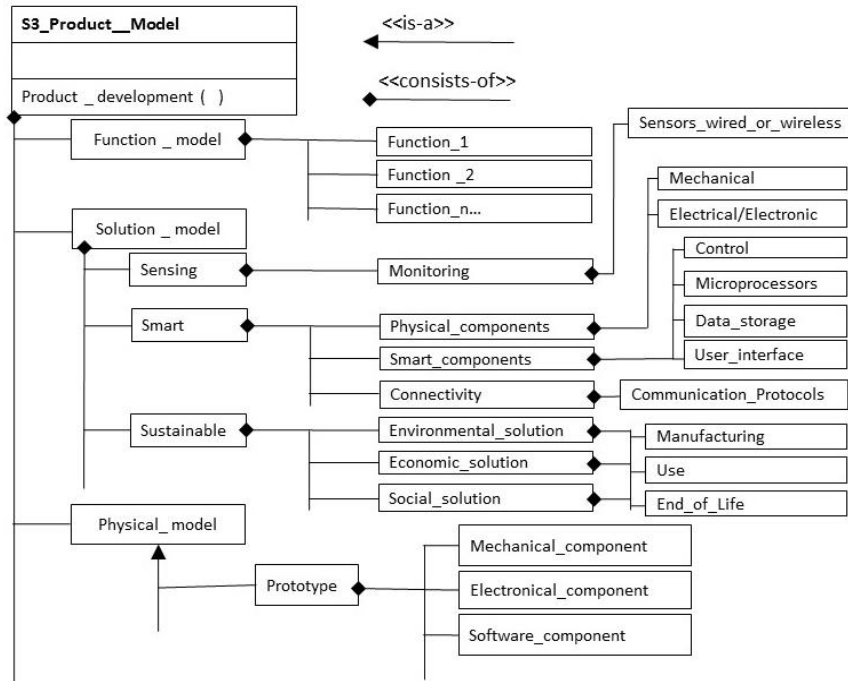 S3_Product__Model
<<is-a>>
Product _ development ( )
<<consists-of>>
Function _ model
Function_1
Function _2
Function_n...
Sensors_wired_or_wireless
Mechanical
Electrical/Electronic
Solution _ model
Sensing
Monitoring
Control
Microprocessors
Data_storage
User_interface
Smart
Physical_components
Smart_components
Connectivity
Communication_Protocols
Sustainable
Environmental_solution
Economic_solution
Social_solution
Manufacturing
Use
End_of_Life
Physical_model
Prototype
Mechanical_component
Electronical_component
Software_component